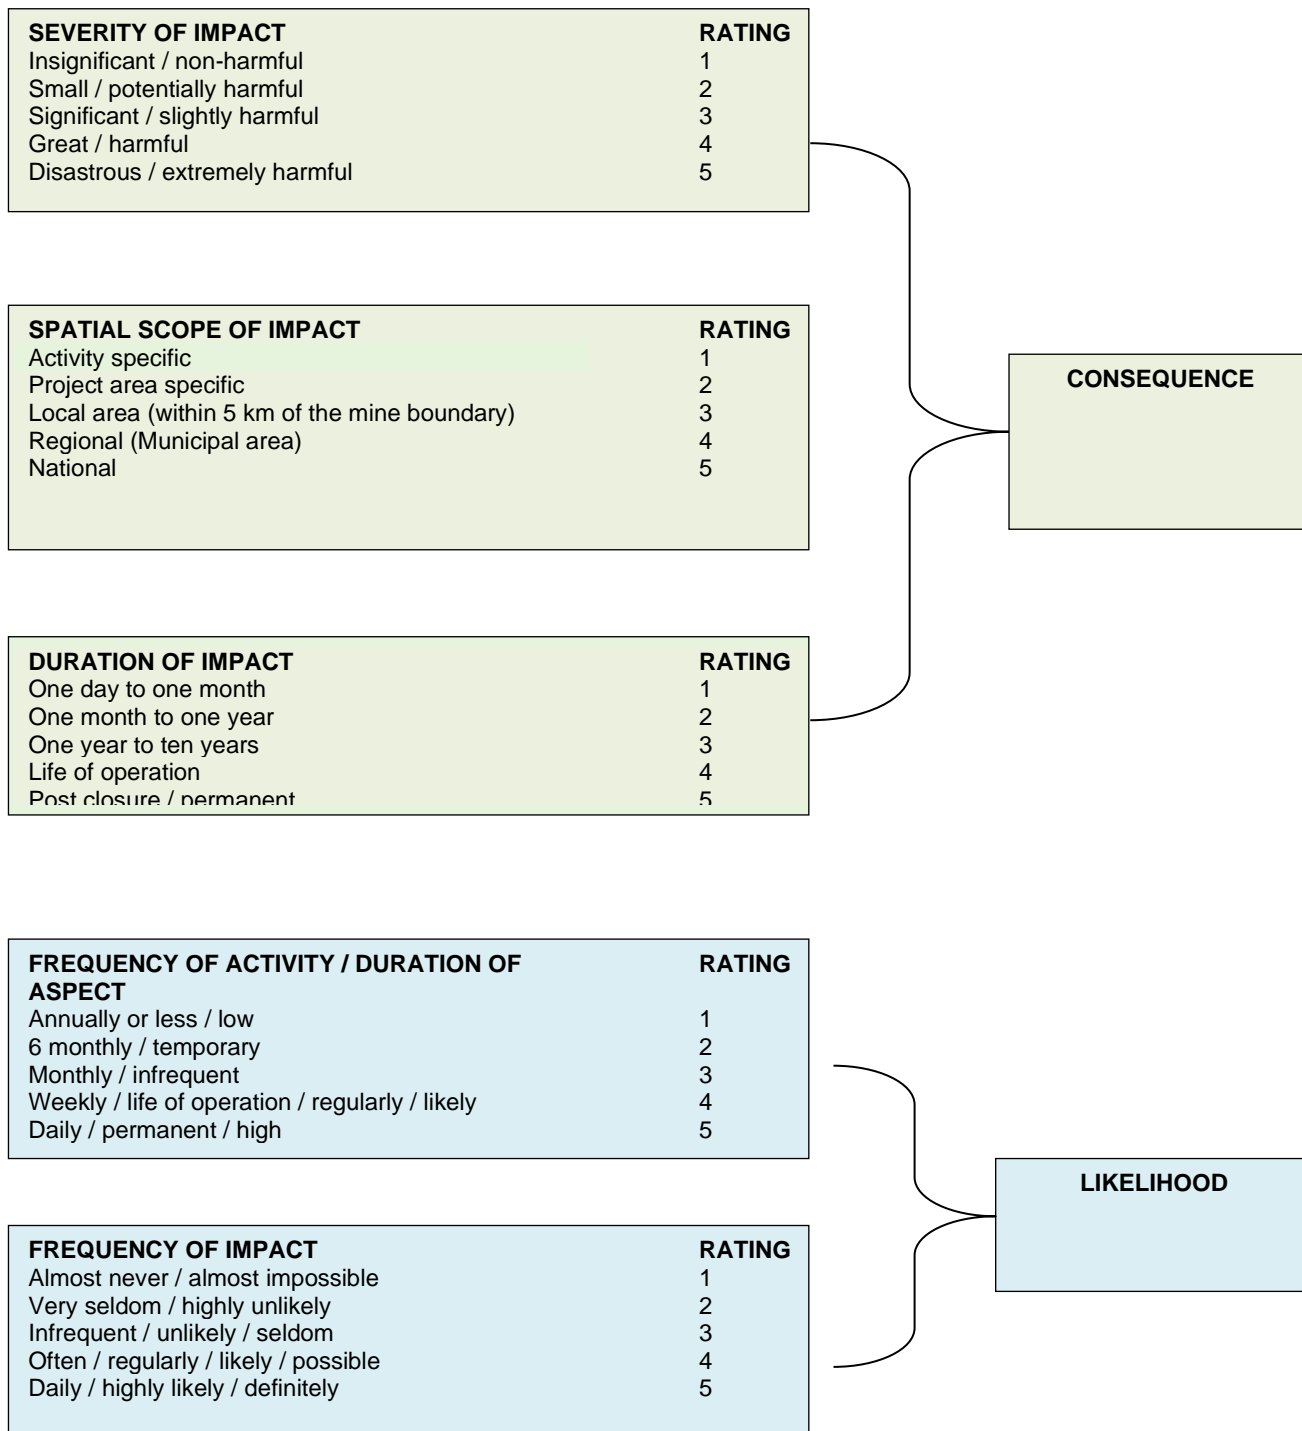 SEVERITY OF IMPACT RATING
Insignificant / non-harmful 1
Small / potentially harmful 2
Significant / slightly harmful 3
Great / harmful 4
Disastrous / extremely harmful 5
SPATIAL SCOPE OF IMPACT RATING
Activity specific 1
Project area specific 2
Local area (within 5 km of the mine boundary) 3
Regional (Municipal area) 4
National 5
CONSEQUENCE
DURATION OF IMPACT RATING
One day to one month 1
One month to one year 2
One year to ten years 3
Life of operation 4
Post closure / permanent 5
FREQUENCY OF ACTIVITY / DURATION OF RATING
ASPECT
Annually or less / low 1
6 monthly / temporary 2
Monthly / infrequent 3
Weekly / life of operation / regularly / likely 4
Daily / permanent / high 5
LIKELIHOOD
FREQUENCY OF IMPACT RATING
Almost never / almost impossible 1
Very seldom / highly unlikely 2
Infrequent / unlikely / seldom 3
Often / regularly / likely / possible 4
Daily / highly likely / definitely 5